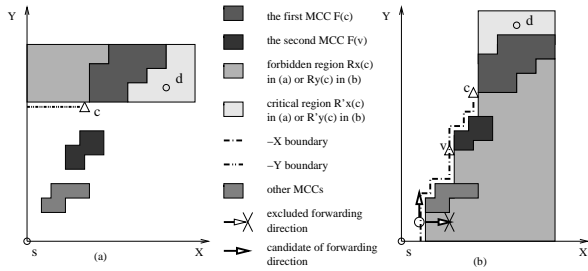 Y
d
c
S
X
(a)
the first MCC F(c)
the second MCC F(v)
forbidden region Rx(c)
in (a) or Ry(c) in (b)
critical region R'x(c)
in (a) or R'y(c) in (b)
−X boundary
−Y boundary
other MCCs
excluded forwarding
direction
candidate of forwarding
direction
Y
d
c
v
S
X
(b)